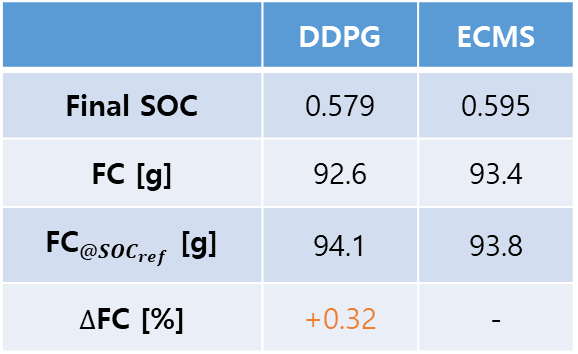 DDPG ECMS
Final SOC 0.579 0.595
FC [g] 92.6 93.4
FC@SOCref [g] 94.1 93.8
ΔFC [%] +0.32 -